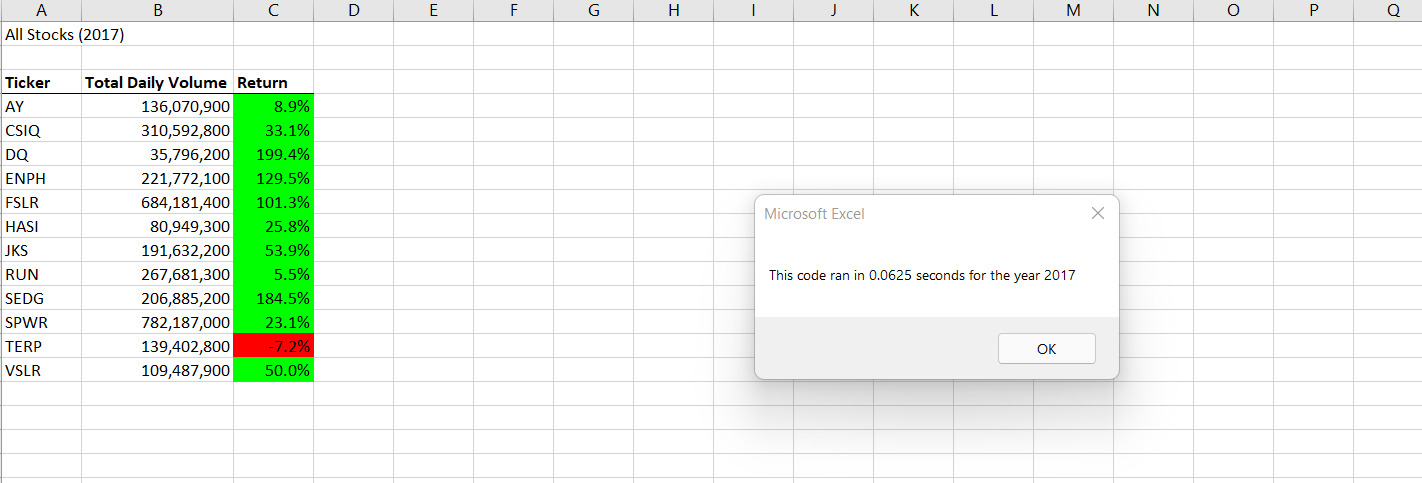 A B C D E F G H I J K L M N O P Q
All Stocks (2017)
Ticker Total Daily Volume Return
AY 136,070,900 8.9%
CSIQ 310,592,800 33.1%
DQ 35,796,200 199.4%
ENPH 221,772,100 129.5%
FSLR 684,181,400 101.3%
HASI 80,949,300 25.8%
JKS 191,632,200 53.9%
RUN 267,681,300 5.5%
SEDG 206,885,200 184.5%
SPWR 782,187,000 23.1%
TERP 139,402,800 -7.2%
VSLR 109,487,900 50.0%
Microsoft Excel
This code ran in 0.0625 seconds for the year 2017
OK